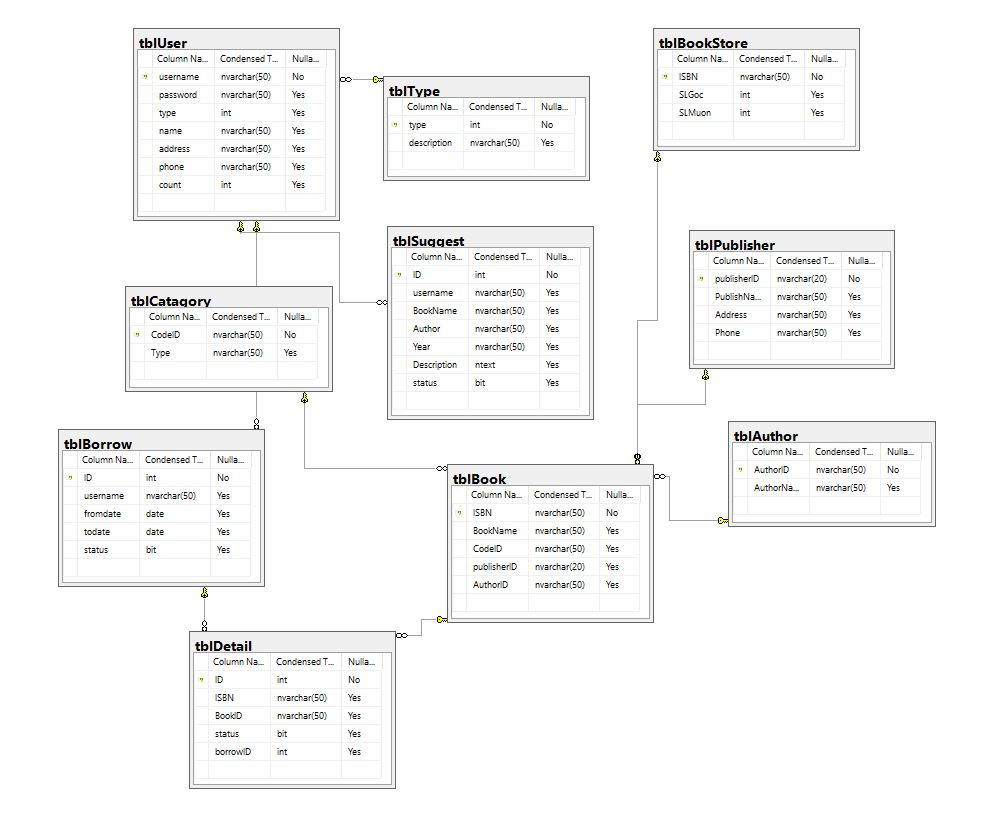 tblUser
Column Na... Condensed T... Nulla...
username nvarchar(50) No
password nvarchar(50) Yes
type int Yes
name nvarchar(50) Yes
address nvarchar(50) Yes
phone nvarchar(50) Yes
count int Yes
tblType
Column Na... Condensed T... Nulla...
type int No
description nvarchar(50) Yes
tblBookStore
Column Na... Condensed T... Nulla...
ISBN nvarchar(50) No
SLGoc int Yes
SLMuon int Yes
tblSuggest
Column Na... Condensed T... Nulla...
ID int No
username nvarchar(50) Yes
BookName nvarchar(50) Yes
Author nvarchar(50) Yes
Year nvarchar(50) Yes
Description ntext Yes
status bit Yes
tblPublisher
Column Na... Condensed T... Nulla...
publisherID nvarchar(20) No
PublishNa... nvarchar(50) Yes
Address nvarchar(50) Yes
Phone nvarchar(50) Yes
tblCatagory
Column Na... Condensed T... Nulla...
CodeID nvarchar(50) No
Type nvarchar(50) Yes
tblBorrow
Column Na... Condensed T... Nulla...
ID int No
username nvarchar(50) Yes
fromdate date Yes
todate date Yes
status bit Yes
tblAuthor
Column Na... Condensed T... Nulla...
AuthorID nvarchar(50) No
AuthorNa... nvarchar(50) Yes
tblBook
Column Na... Condensed T... Nulla...
ISBN nvarchar(50) No
BookName nvarchar(50) Yes
CodeID nvarchar(50) Yes
publisherID nvarchar(20) Yes
AuthorID nvarchar(50) Yes
tblDetail
Column Na... Condensed T... Nulla...
ID int No
ISBN nvarchar(50) Yes
BookID nvarchar(50) Yes
status bit Yes
borrowID int Yes